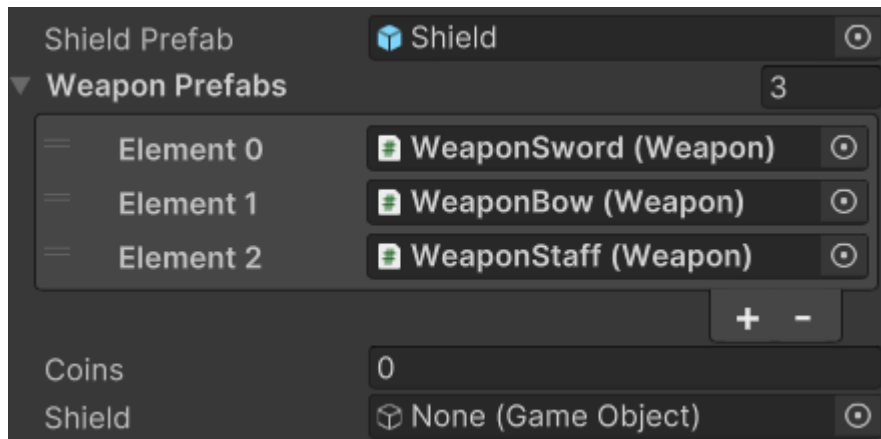 Shield Prefab Shield
Weapon Prefabs 3
Element 0 WeaponSword (Weapon)
Element 1 WeaponBow (Weapon)
Element 2 WeaponStaff (Weapon)
+ -
Coins 0
Shield None (Game Object)